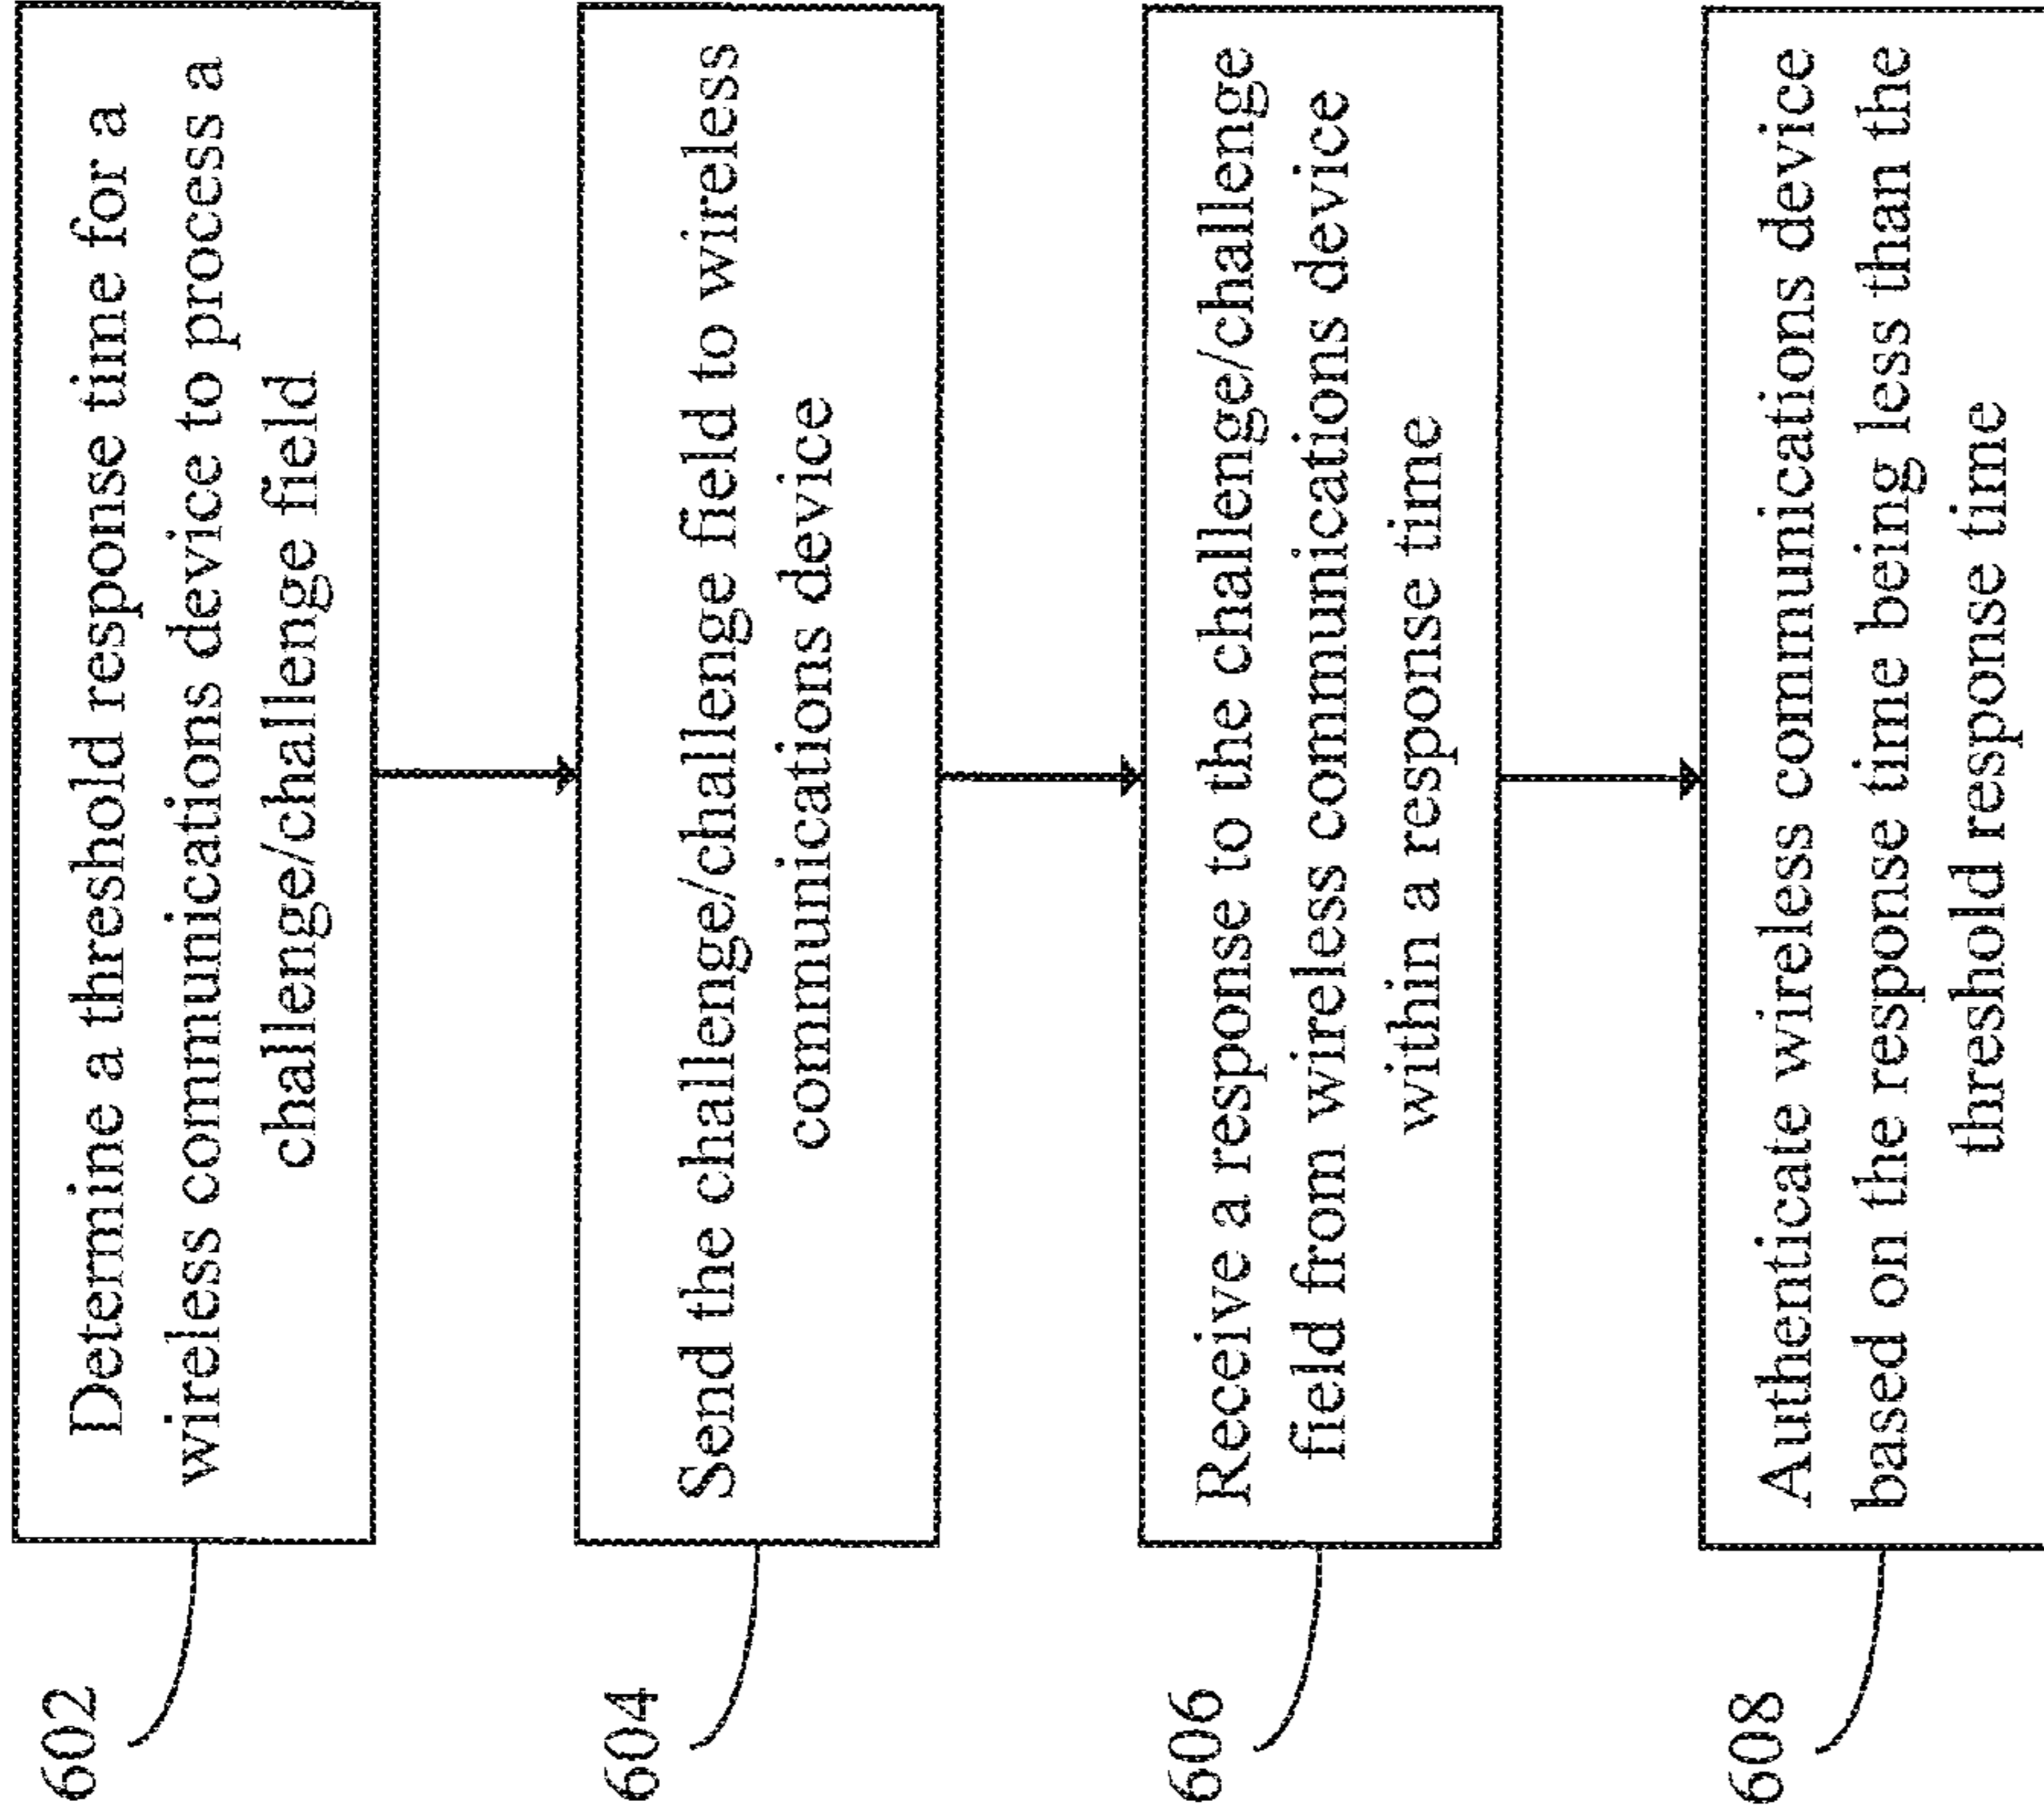 602
Determine a threshold response time for a
wireless communications device to process a
challenge/challenge field
604
Send the challenge/challenge field to wireless
communications device
606
Receive a response to the challenge/challenge
field from wireless communications device
within a response time
608
Authenticate wireless communications device
based on the response time being less than the
threshold response time